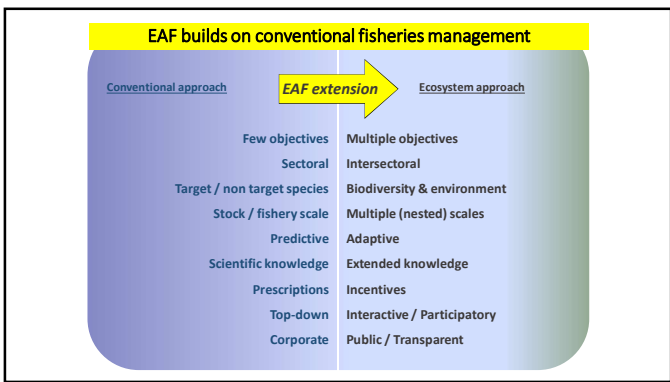 EAF builds on conventional fisheries management
Conventional approach EAF extension Ecosystem approach
Few objectives Multiple objectives
Sectoral Intersectoral
Target / non target species Biodiversity & environment
Stock / fishery scale Multiple (nested) scales
Predictive Adaptive
Scientific knowledge Extended knowledge
Prescriptions Incentives
Top-down Interactive / Participatory
Corporate Public / Transparent